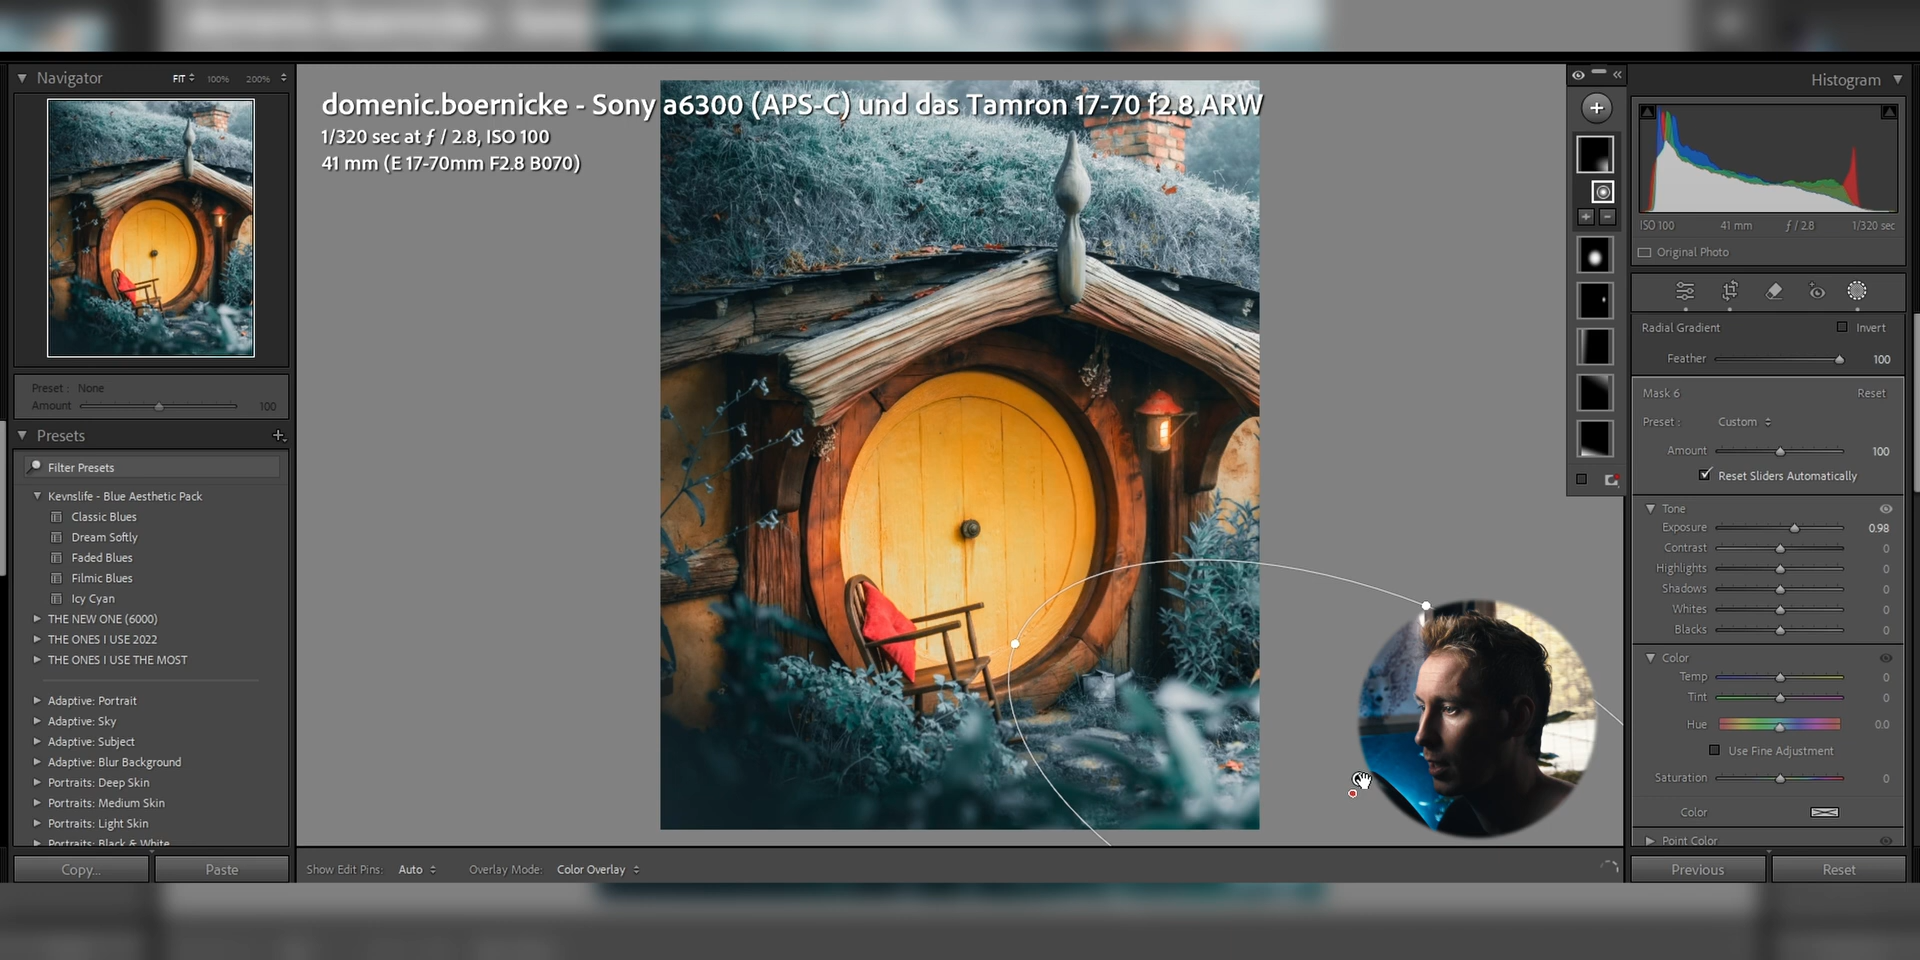 Navigator
FIT 100% 200%
Preset : None
Amount 100
Presets
Filter Presets
Kevnslife - Blue Aesthetic Pack
Classic Blues
Dream Softly
Faded Blues
Filmic Blues
Icy Cyan
THE NEW ONE (6000)
THE ONES I USE 2022
THE ONES I USE THE MOST
Adaptive: Portrait
Adaptive: Sky
Adaptive: Subject
Adaptive: Blur Background
Portraits: Deep Skin
Portraits: Medium Skin
Portraits: Light Skin
Portraits: Black & White
Copy... Paste
domenic.boernicke - Sony a6300 (APS-C) und das Tamron 17-70 f2.8.ARW
1/320 sec at ƒ / 2.8, ISO 100
41 mm (E 17-70mm F2.8 B070)
Show Edit Pins: Auto Overlay Mode: Color Overlay
Histogram
ISO 100 41 mm ƒ / 2.8 1/320 sec
Original Photo
Radial Gradient Invert
Feather 100
Mask 6 Reset
Preset : Custom
Amount 100
Reset Sliders Automatically
Tone
Exposure 0.98
Contrast 0
Highlights 0
Shadows 0
Whites 0
Blacks 0
Color
Temp 0
Tint 0
Hue 0.0
Use Fine Adjustment
Saturation 0
Color
Point Color
Previous Reset